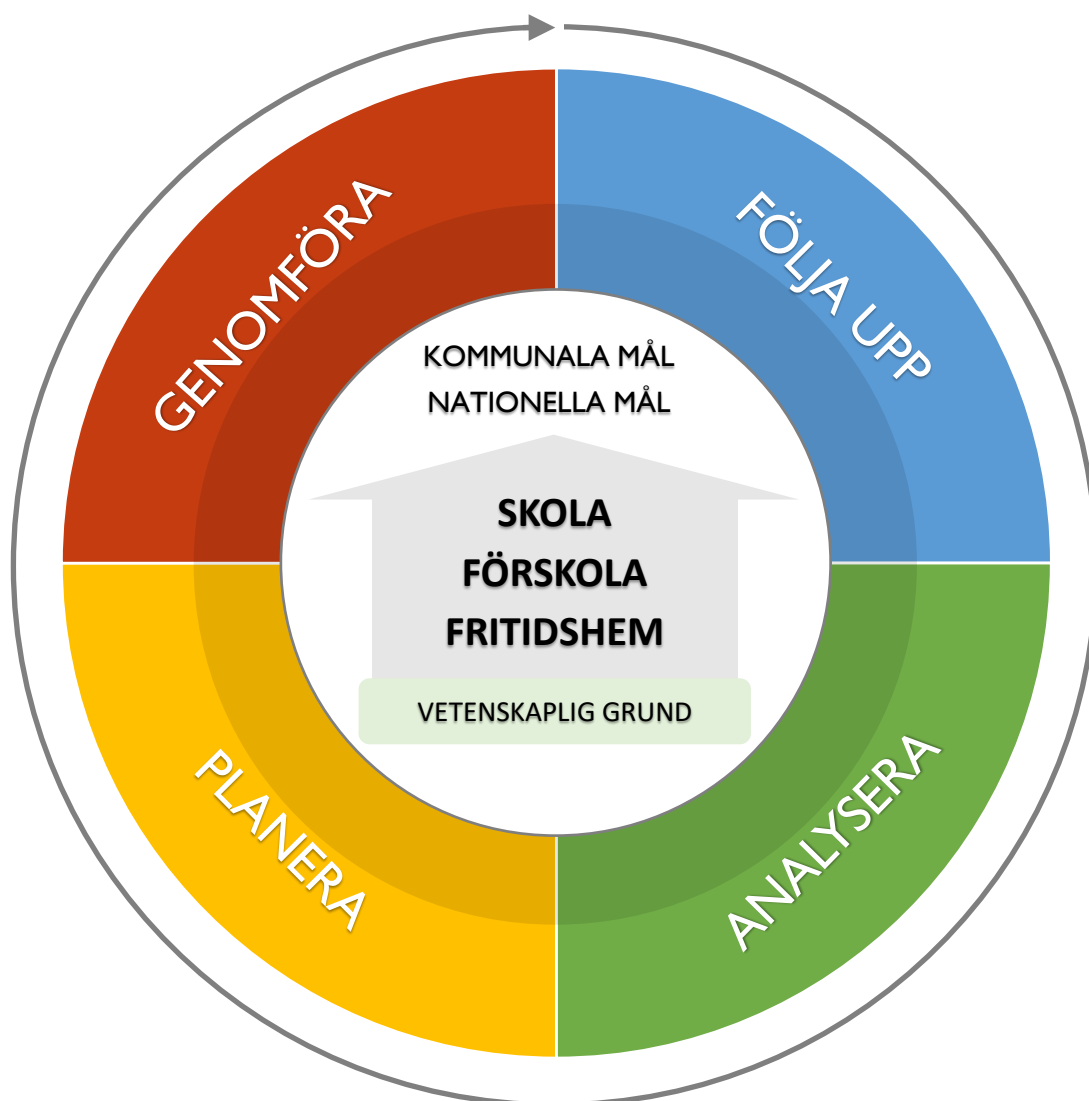 GENOMFÖRA
FÖLJA UPP
KOMMUNALA MÅL
NATIONELLA MÅL
SKOLA
FÖRSKOLA
FRITIDSHEM
VETENSKAPLIG GRUND
PLANERA
ANALYSERA